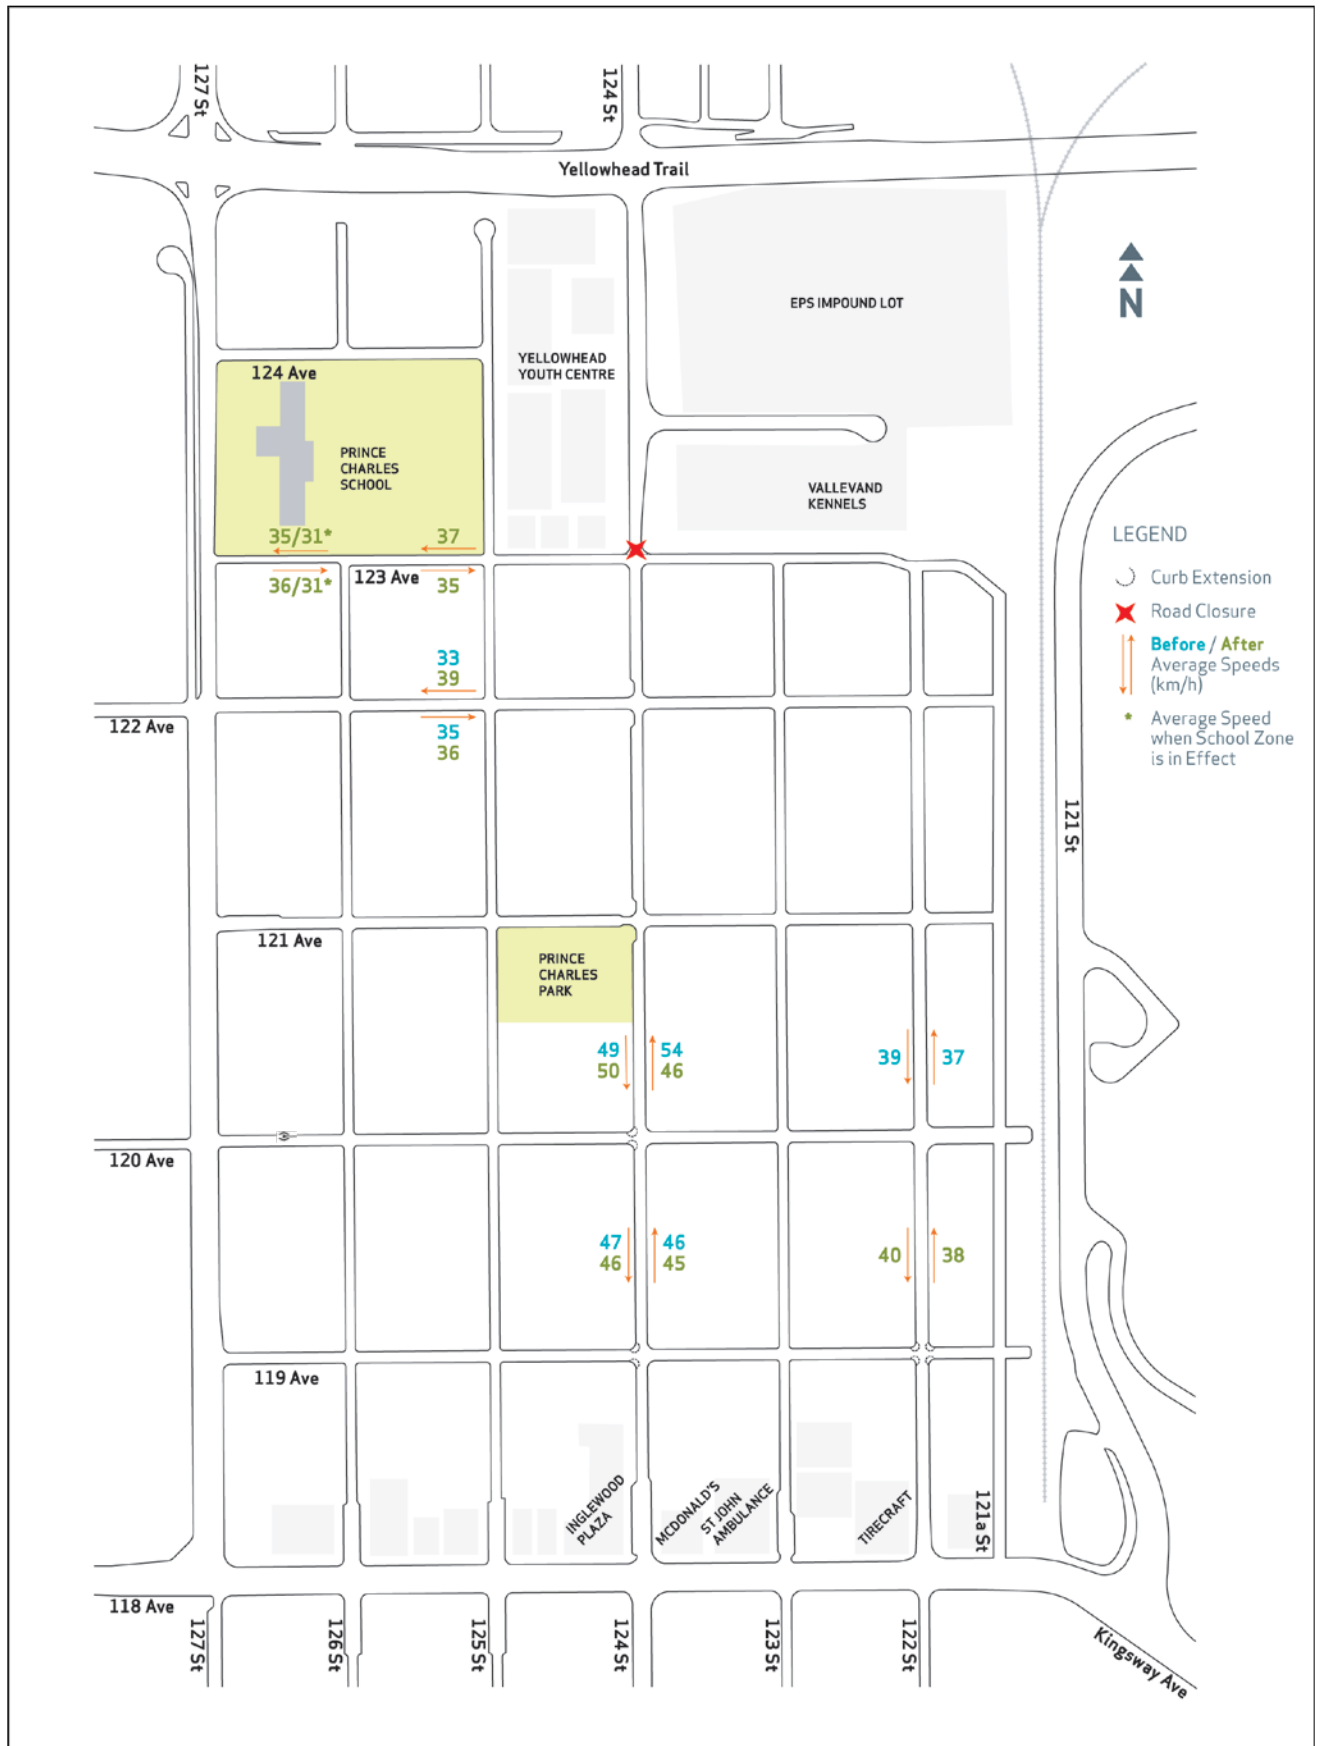 127 St
124 St
Yellowhead Trail
EPS IMPOUND LOT
N
YELLOWHEAD
YOUTH CENTRE
124 Ave
PRINCE
CHARLES
SCHOOL
VALLEVAND
KENNELS
35/31*
37
36/31*
123 Ave
35
33
39
122 Ave
35
36
LEGEND
Curb Extension
Road Closure
Before / After
Average Speeds
(km/h)
* Average Speed
when School Zone
is in Effect
121 St
121 Ave
PRINCE
CHARLES
PARK
49
50
54
46
39
37
120 Ave
47
46
46
45
40
38
119 Ave
INGLEWOOD
PLAZA
MCDONALD'S
ST JOHN
AMBULANCE
TIRECRAFT
121a St
118 Ave
127 St
126 St
125 St
124 St
123 St
122 St
Kingsway Ave